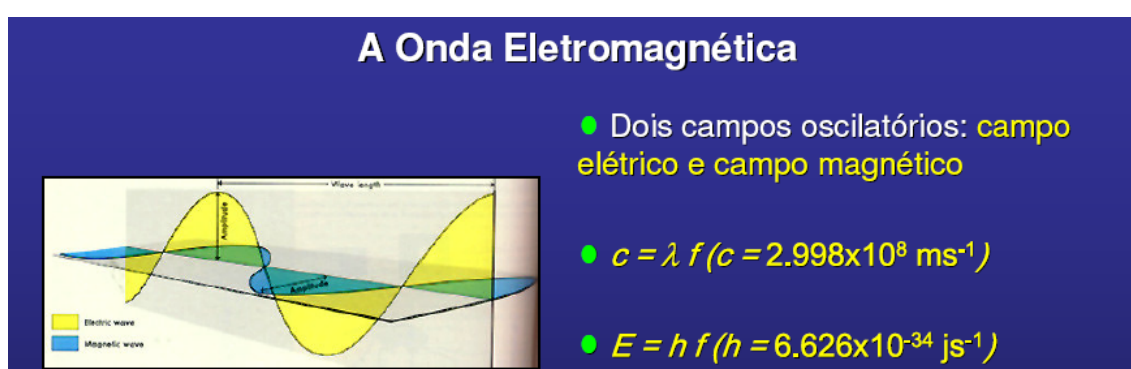 A Onda Eletromagnética
● Dois campos oscilatórios: campo
elétrico e campo magnético
Wave length
Amplitude
Amplitude
Electric wave
Magnetic wave
● c = λ f (c = 2.998x10⁸ ms⁻¹)
● E = h f (h = 6.626x10⁻³⁴ js⁻¹)